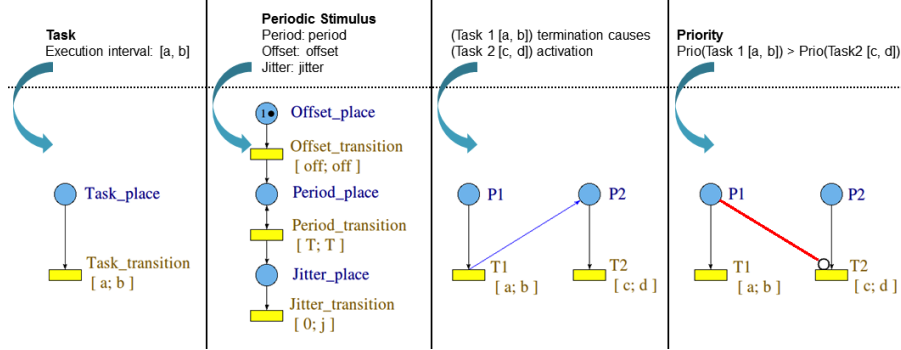 Task
Execution interval: [a, b]
Task_place
Task_transition
[ a; b ]
Periodic Stimulus
Period: period
Offset: offset
Jitter: jitter
1
Offset_place
Offset_transition
[ off; off ]
Period_place
Period_transition
[ T; T ]
Jitter_place
Jitter_transition
[ 0; j ]
(Task 1 [a, b]) termination causes
(Task 2 [c, d]) activation
P1
P2
T1
[ a; b ]
T2
[ c; d ]
Priority
Prio(Task 1 [a, b]) > Prio(Task2 [c, d])
P1
P2
T1
[ a; b ]
T2
[ c; d ]